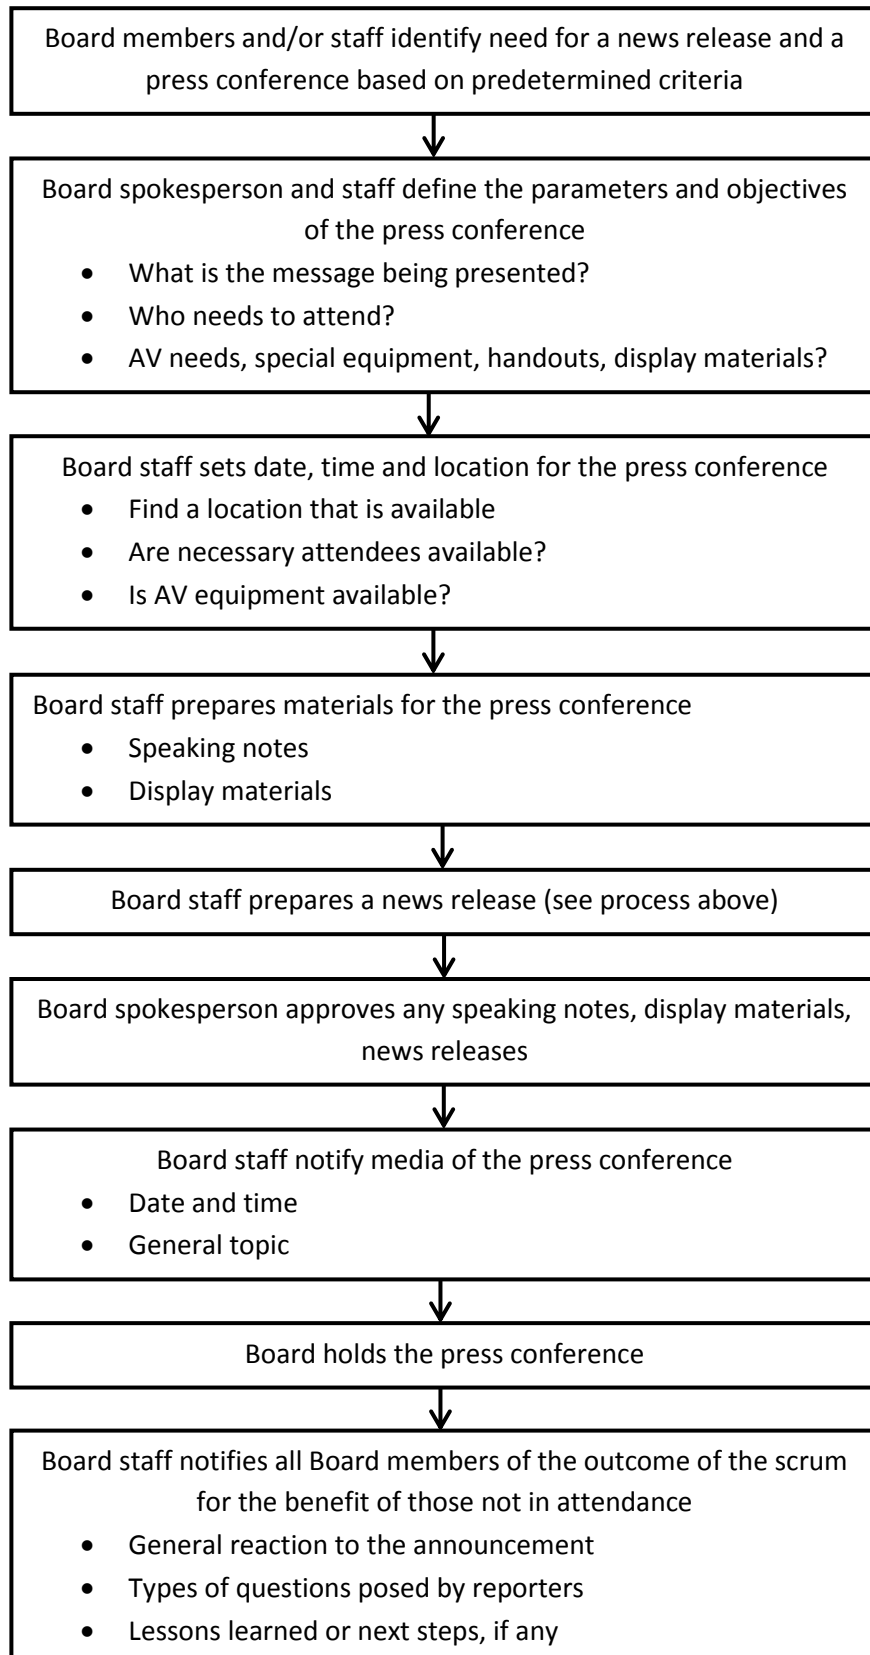 Board members and/or staff identify need for a news release and a
press conference based on predetermined criteria
Board spokesperson and staff define the parameters and objectives
of the press conference
• What is the message being presented?
• Who needs to attend?
• AV needs, special equipment, handouts, display materials?
Board staff sets date, time and location for the press conference
• Find a location that is available
• Are necessary attendees available?
• Is AV equipment available?
Board staff prepares materials for the press conference
• Speaking notes
• Display materials
Board staff prepares a news release (see process above)
Board spokesperson approves any speaking notes, display materials,
news releases
Board staff notify media of the press conference
• Date and time
• General topic
Board holds the press conference
Board staff notifies all Board members of the outcome of the scrum
for the benefit of those not in attendance
• General reaction to the announcement
• Types of questions posed by reporters
• Lessons learned or next steps, if any